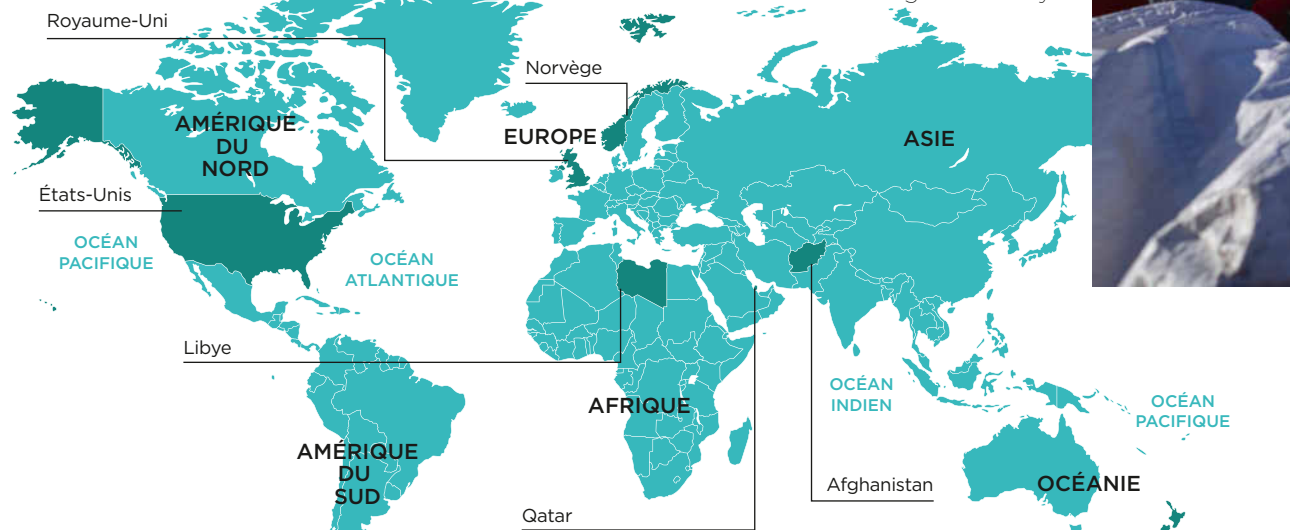 Royaume-Uni
Norvège
AMÉRIQUE
DU
NORD
EUROPE
ASIE
États-Unis
OCÉAN
PACIFIQUE
OCÉAN
ATLANTIQUE
Libye
AFRIQUE
OCÉAN
INDIEN
OCÉAN
PACIFIQUE
AMÉRIQUE
DU
SUD
Afghanistan
OCÉANIE
Qatar